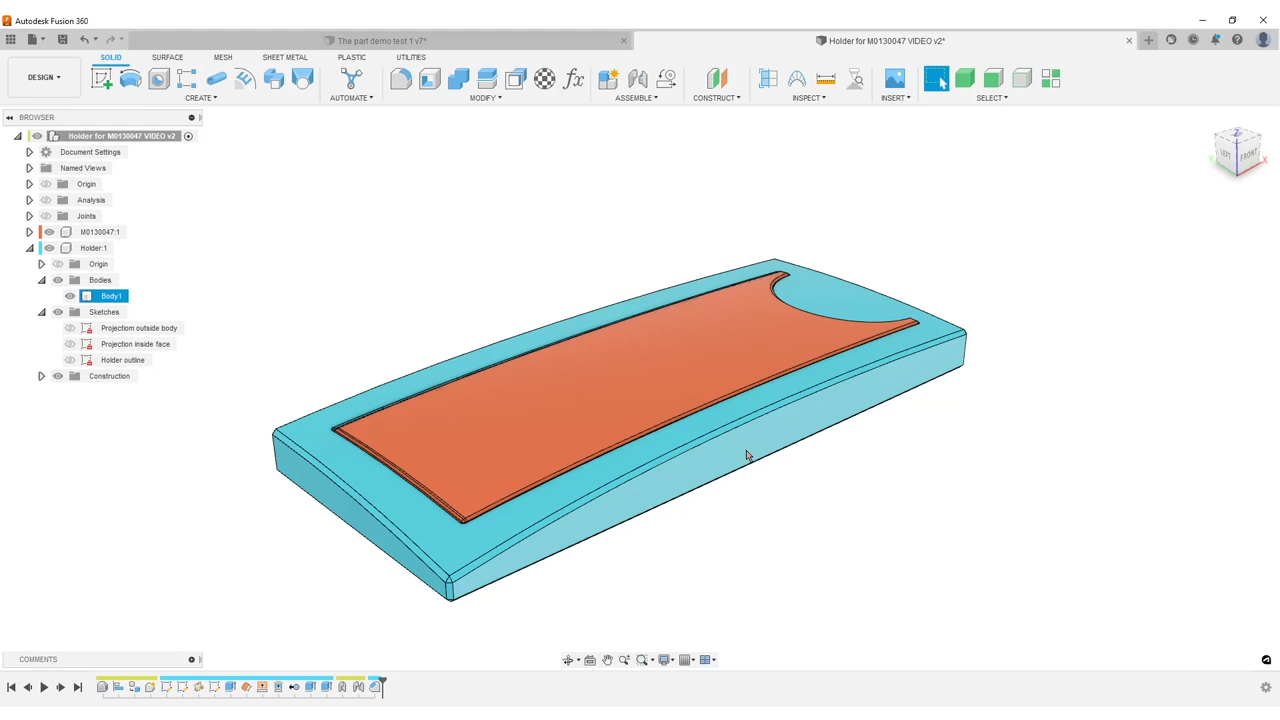 Autodesk Fusion 360
The part demo test 1 v7*
Holder for M0130047 VIDEO v2*
SOLID SURFACE MESH SHEET METAL PLASTIC UTILITIES
DESIGN
CREATE AUTOMATE MODIFY ASSEMBLE CONSTRUCT INSPECT INSERT SELECT
BROWSER
Holder for M0130047 VIDEO v2
Document Settings
Named Views
Origin
Analysis
Joints
M0130047:1
Holder:1
Origin
Bodies
Body1
Sketches
Projectiom outside body
Projection inside face
Holder outline
Construction
Z
LEFT FRONT
Y X
COMMENTS